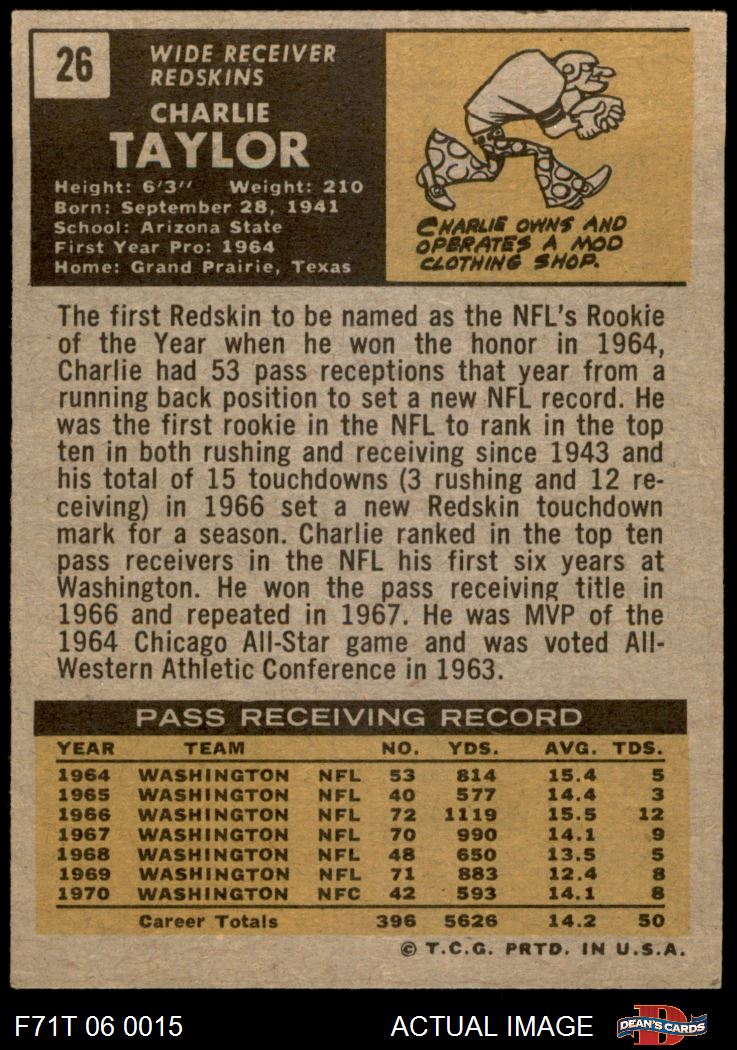 26
WIDE RECEIVER
REDSKINS
CHARLIE
TAYLOR
Height: 6'3" Weight: 210
Born: September 28, 1941
School: Arizona State
First Year Pro: 1964
Home: Grand Prairie, Texas
CHARLIE OWNS AND
OPERATES A MOD
CLOTHING SHOP.
The first Redskin to be named as the NFL's Rookie
of the Year when he won the honor in 1964,
Charlie had 53 pass receptions that year from a
running back position to set a new NFL record. He
was the first rookie in the NFL to rank in the top
ten in both rushing and receiving since 1943 and
his total of 15 touchdowns (3 rushing and 12 re-
ceiving) in 1966 set a new Redskin touchdown
mark for a season. Charlie ranked in the top ten
pass receivers in the NFL his first six years at
Washington. He won the pass receiving title in
1966 and repeated in 1967. He was MVP of the
1964 Chicago All-Star game and was voted All-
Western Athletic Conference in 1963.
PASS RECEIVING RECORD
YEAR TEAM NO. YDS. AVG. TDS.
1964 WASHINGTON NFL 53 814 15.4 5
1965 WASHINGTON NFL 40 577 14.4 3
1966 WASHINGTON NFL 72 1119 15.5 12
1967 WASHINGTON NFL 70 990 14.1 9
1968 WASHINGTON NFL 48 650 13.5 5
1969 WASHINGTON NFL 71 883 12.4 8
1970 WASHINGTON NFC 42 593 14.1 8
Career Totals 396 5626 14.2 50
© T.C.G. PRTD. IN U.S.A.
F71T 06 0015 ACTUAL IMAGE D DEAN'S CARDS